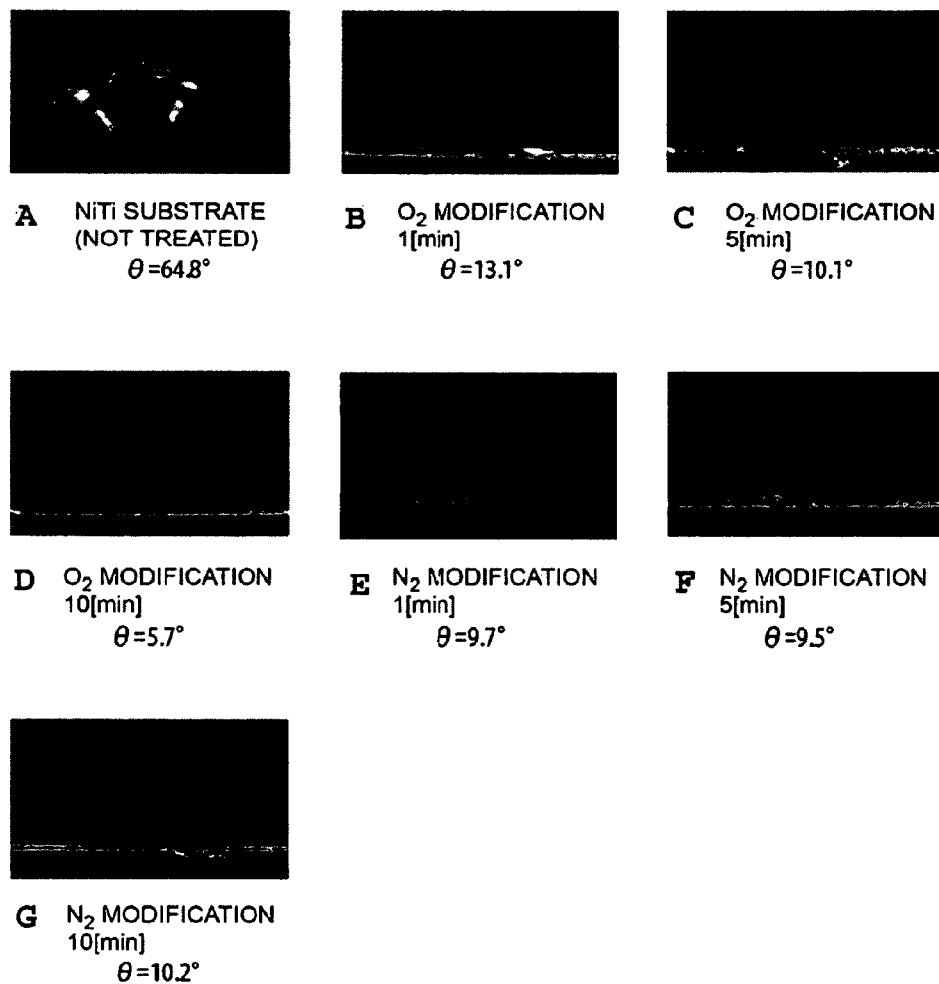 A NiTi SUBSTRATE
(NOT TREATED)
θ=64.8°
B O₂ MODIFICATION
1[min]
θ=13.1°
C O₂ MODIFICATION
5[min]
θ=10.1°
D O₂ MODIFICATION
10[min]
θ=5.7°
E N₂ MODIFICATION
1[min]
θ=9.7°
F N₂ MODIFICATION
5[min]
θ=9.5°
G N₂ MODIFICATION
10[min]
θ=10.2°